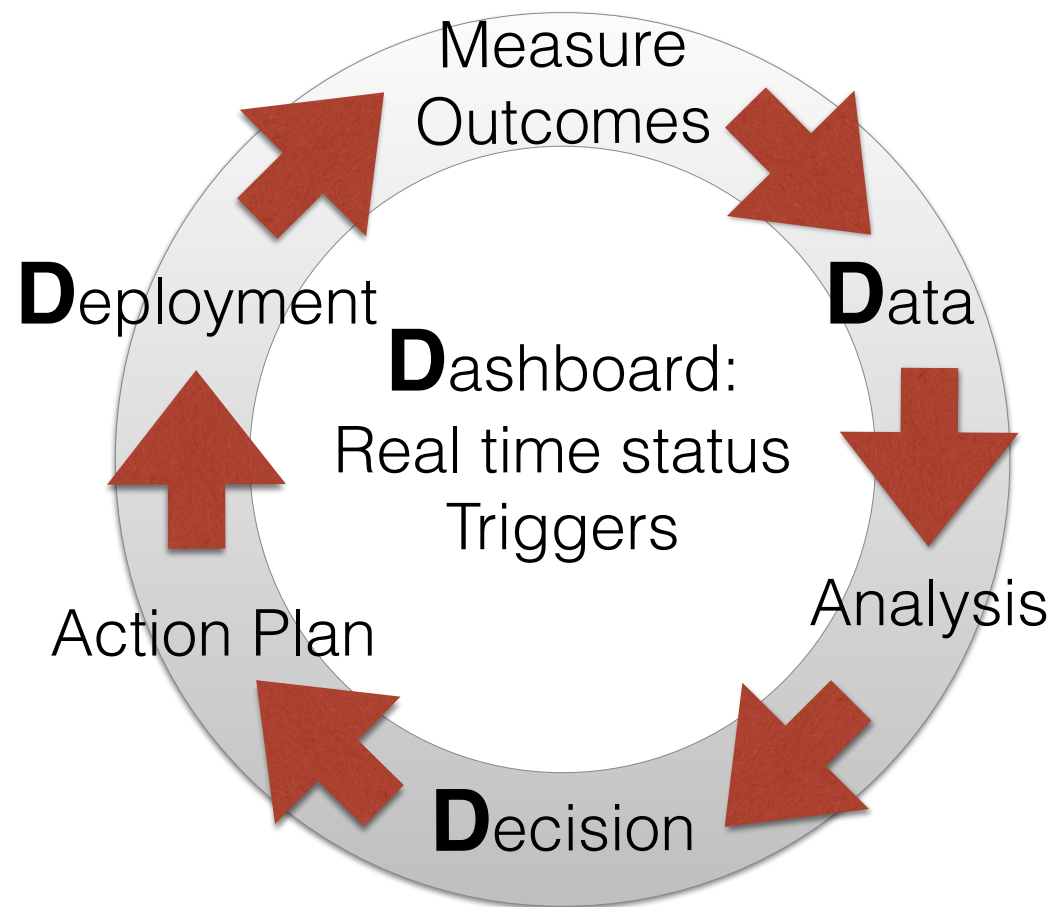 Measure
Outcomes
Data
Analysis
Decision
Action Plan
Deployment
Dashboard:
Real time status
Triggers